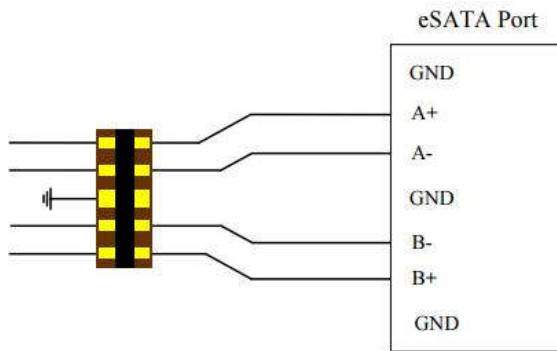 eSATA Port
GND
A+
A-
GND
B-
B+
GND